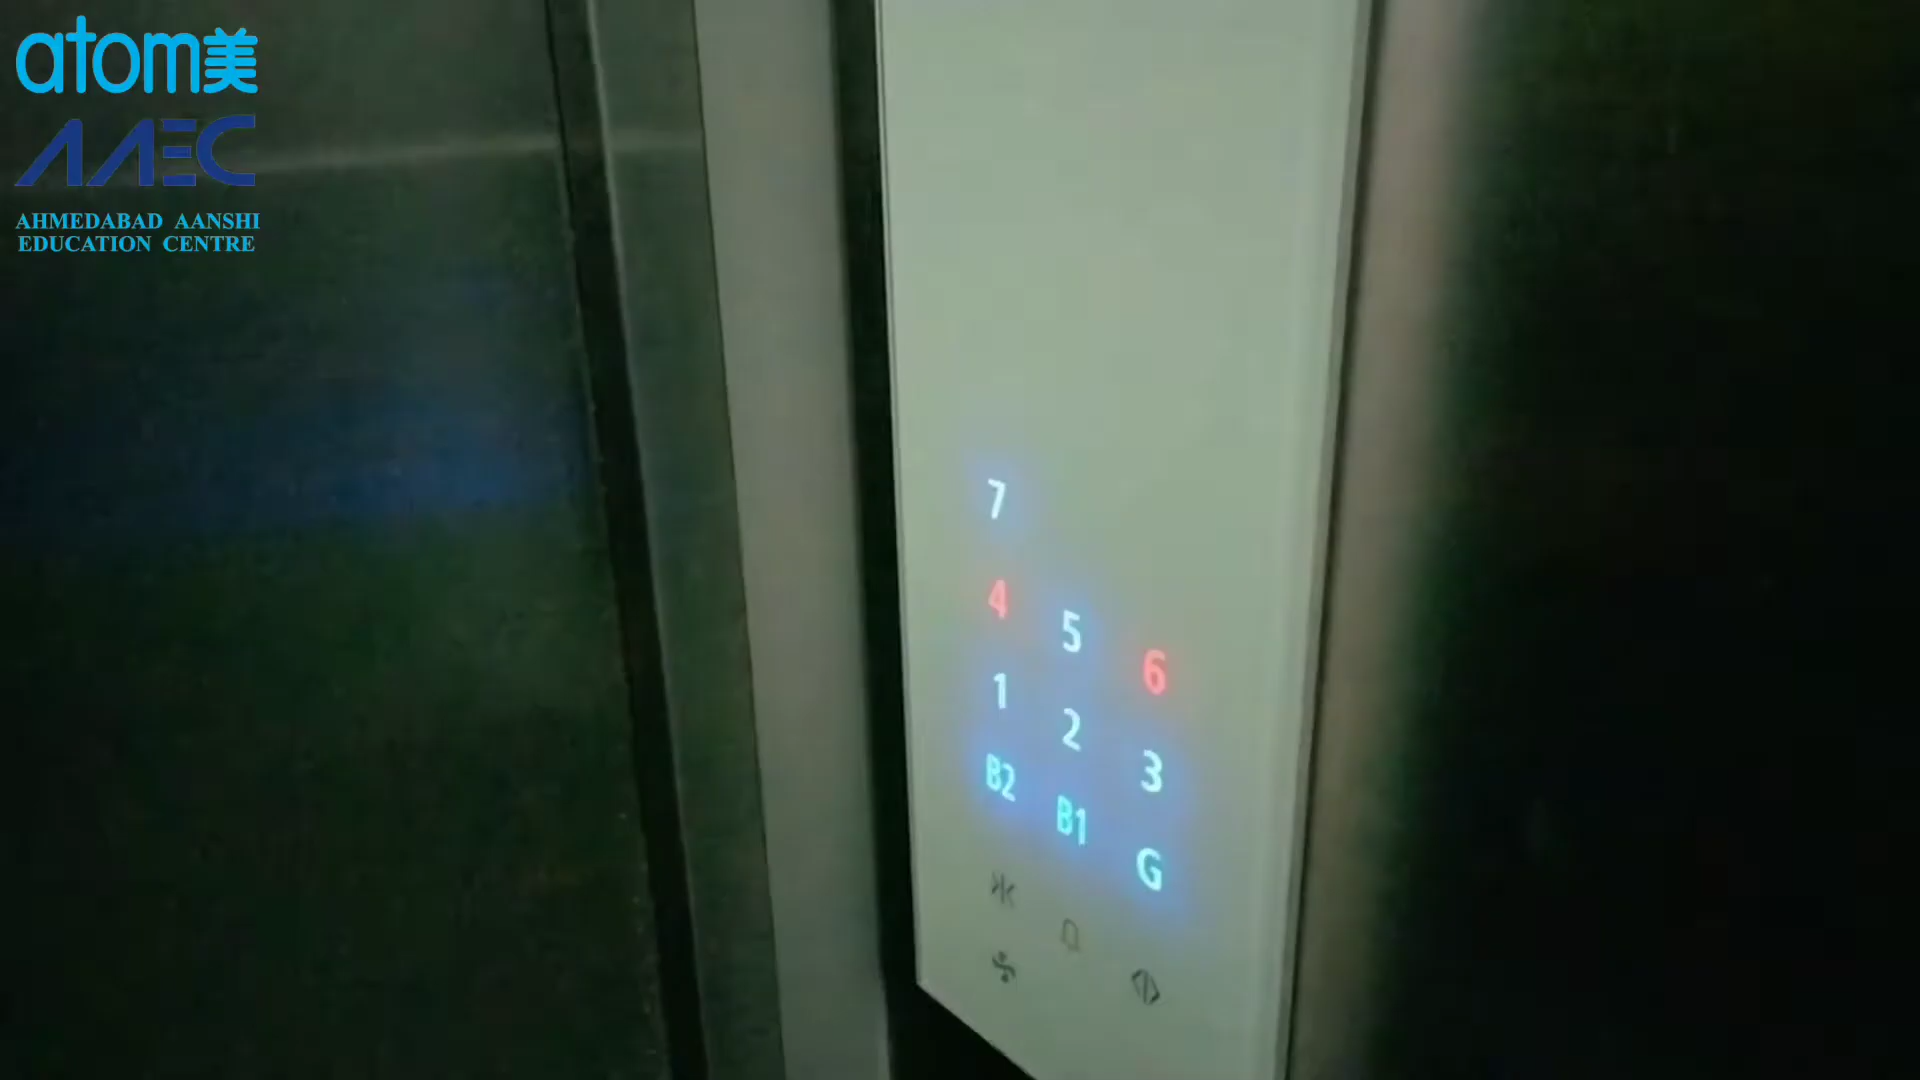 atom美
AAEC
AHMEDABAD AANSHI
EDUCATION CENTRE
7
4 5 6
1 2 3
B2 B1 G